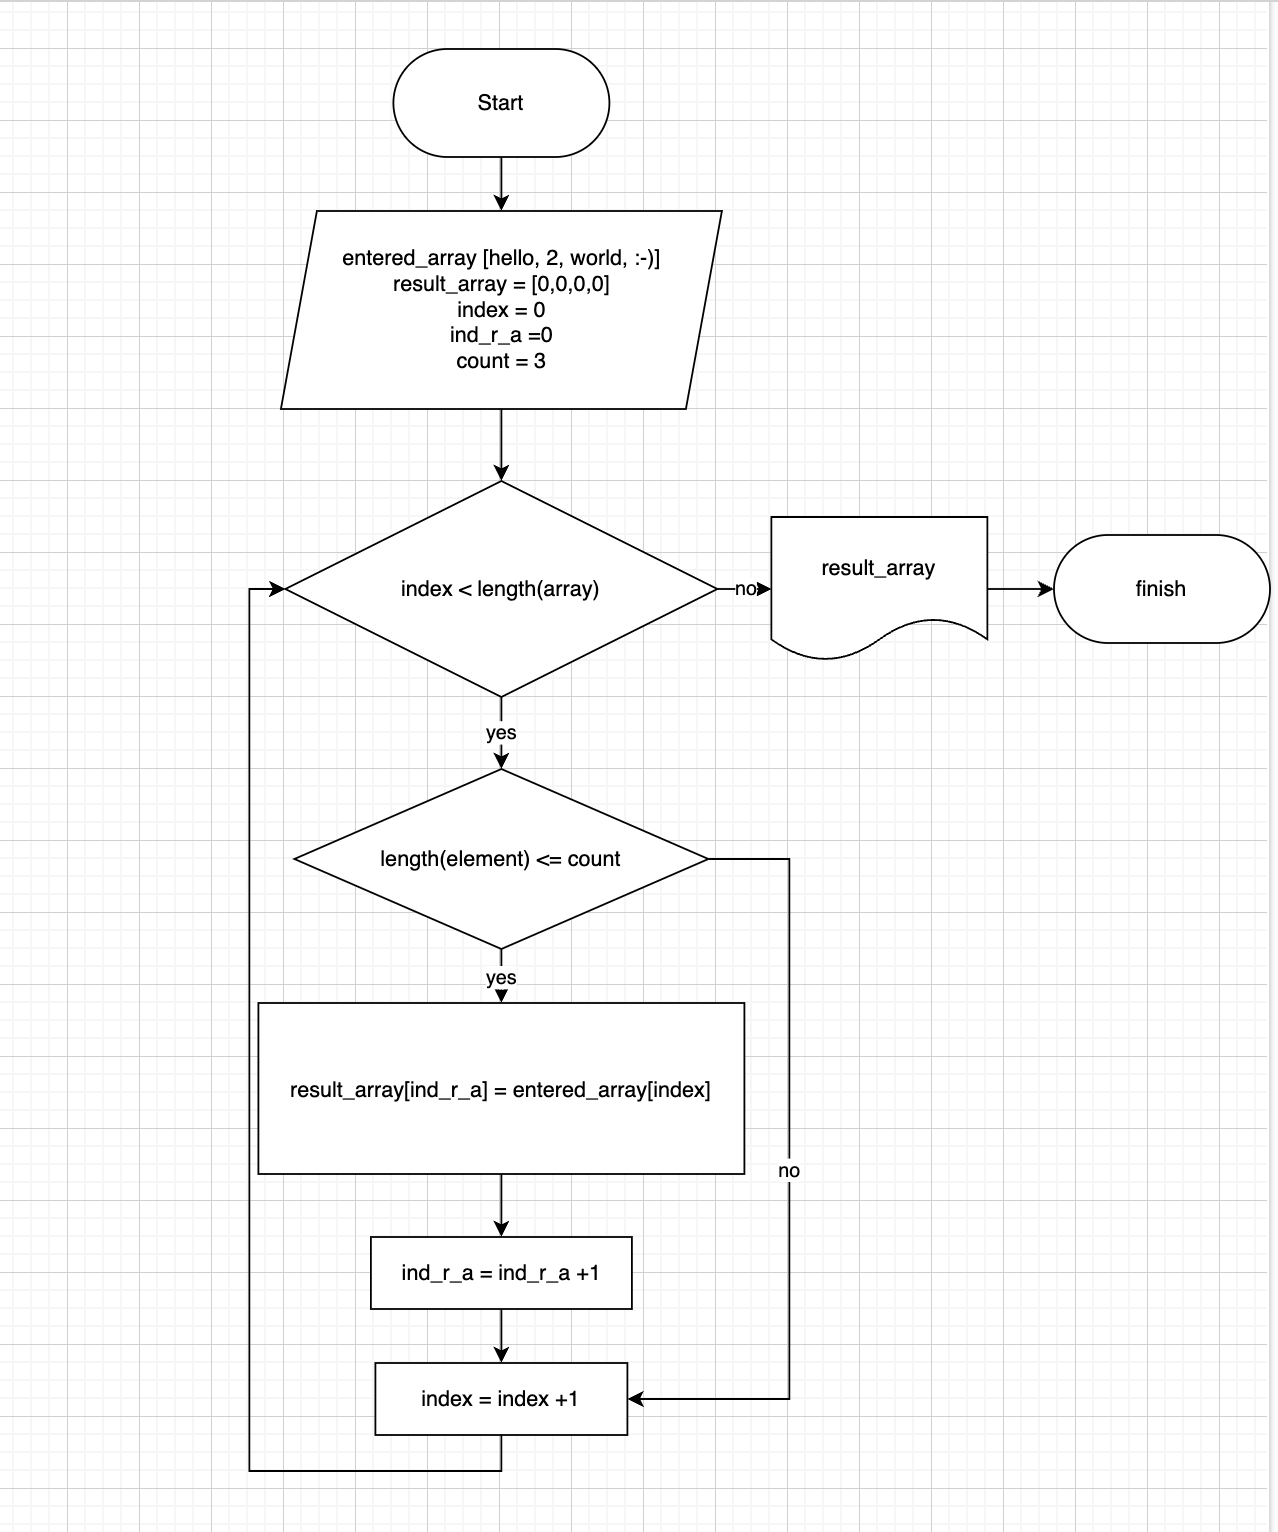 Start
entered_array [hello, 2, world, :-)]
result_array = [0,0,0,0]
index = 0
ind_r_a =0
count = 3
index < length(array)
no
result_array
finish
yes
length(element) <= count
yes
result_array[ind_r_a] = entered_array[index]
no
ind_r_a = ind_r_a +1
index = index +1